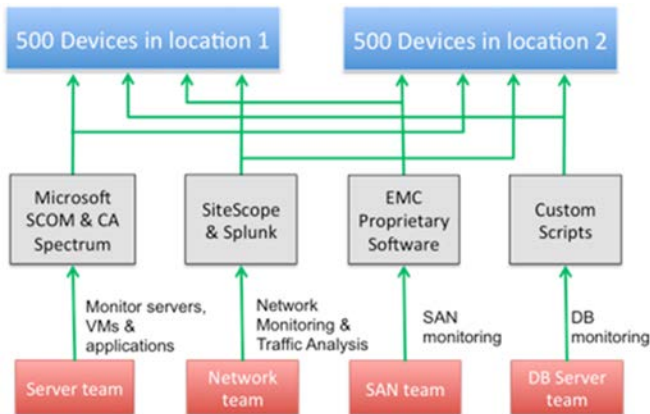 500 Devices in location 1
500 Devices in location 2
Microsoft
SCOM & CA
Spectrum
SiteScope
& Splunk
EMC
Proprietary
Software
Custom
Scripts
Monitor servers,
VMs &
applications
Network
Monitoring &
Traffic Analysis
SAN
monitoring
DB
monitoring
Server team
Network
team
SAN team
DB Server
team